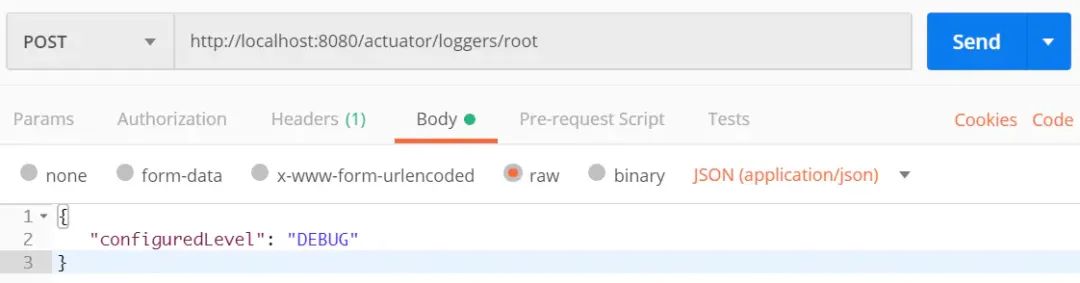 POST http://localhost:8080/actuator/loggers/root Send
Params Authorization Headers (1) Body Pre-request Script Tests Cookies Code
none form-data x-www-form-urlencoded raw binary JSON (application/json)
1 {
2 "configuredLevel": "DEBUG"
3 }